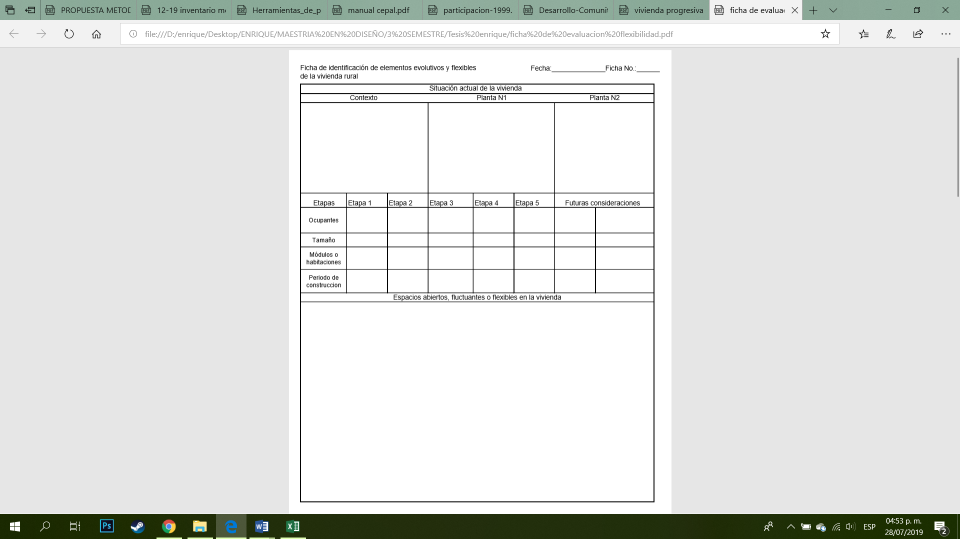 PROPUESTA METOD
12-19 inventario m
Herramientas_de_p
manual cepal.pdf
participacion-1999.
Desarrollo-Comunit
vivienda progresiva
ficha de evaluac
file:///D:/enrique/Desktop/ENRIQUE/MAESTRIA%20EN%20DISEÑO/3%20SEMESTRE/Tesis%20enrique/ficha%20de%20evaluacion%20flexibilidad.pdf
Ficha de identificación de elementos evolutivos y flexibles
de la vivienda rural
Fecha:______________Ficha No.:______
Situación actual de la vivienda
Contexto Planta N1 Planta N2
Etapas Etapa 1 Etapa 2 Etapa 3 Etapa 4 Etapa 5 Futuras consideraciones
Ocupantes
Tamaño
Módulos o
habitaciones
Periodo de
construccion
Espacios abiertos, fluctuantes o flexibles en la vivienda
Ps
ESP
04:53 p. m.
28/07/2019
2